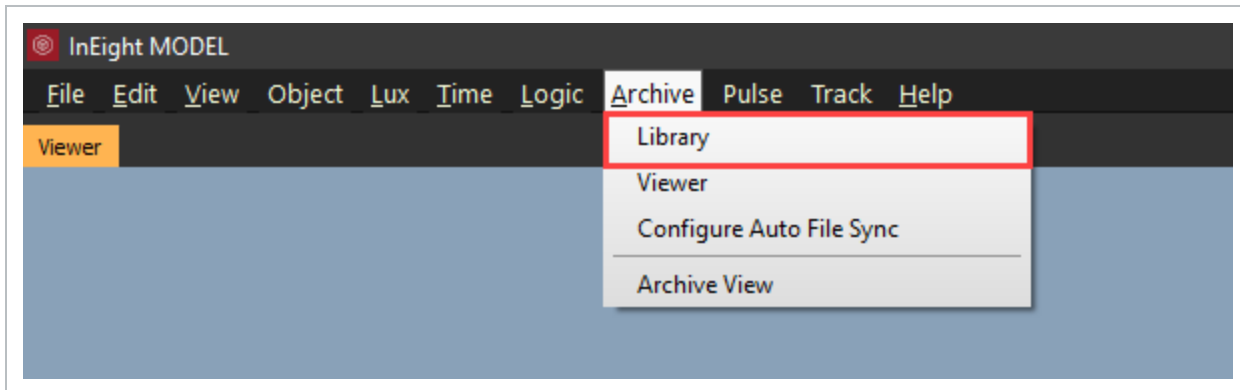 InEight MODEL
File Edit View Object Lux Time Logic Archive Pulse Track Help
Viewer
Library
Viewer
Configure Auto File Sync
Archive View